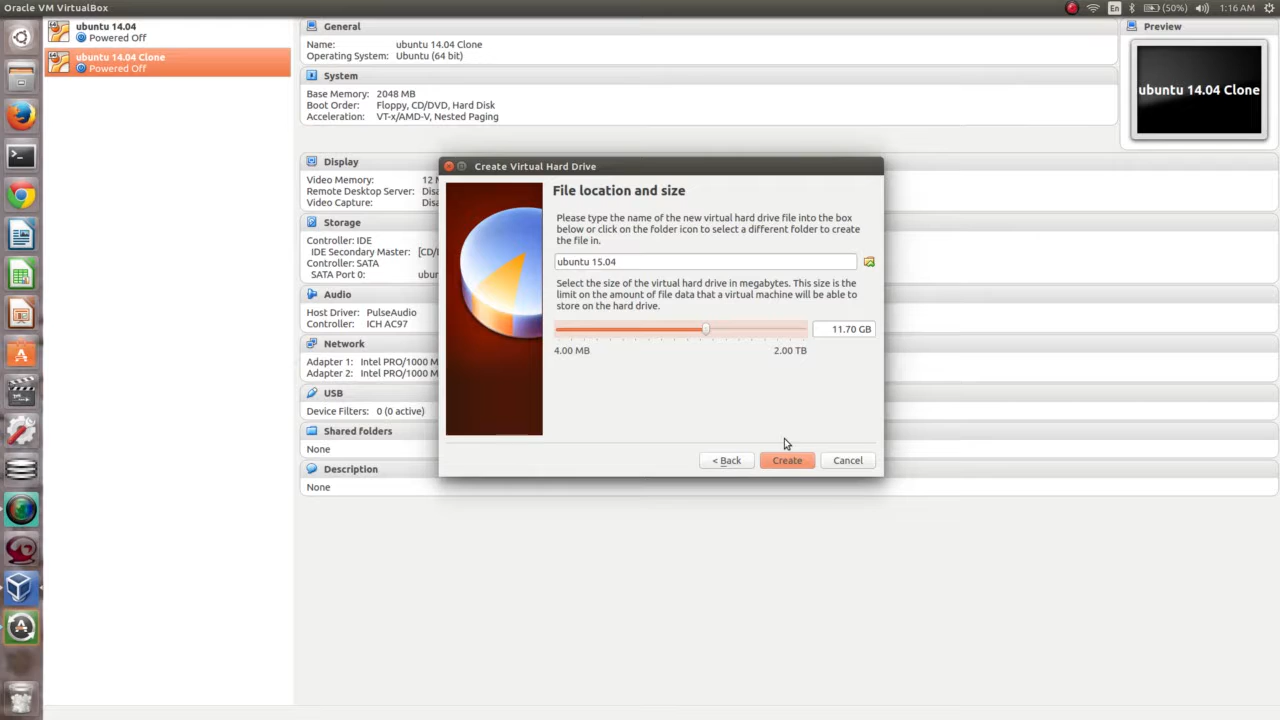 Oracle VM VirtualBox
En
(50%)
1:16 AM
ubuntu 14.04
Powered Off
ubuntu 14.04 Clone
Powered Off
General
Name: ubuntu 14.04 Clone
Operating System: Ubuntu (64 bit)
System
Base Memory: 2048 MB
Boot Order: Floppy, CD/DVD, Hard Disk
Acceleration: VT-x/AMD-V, Nested Paging
Preview
ubuntu 14.04 Clone
Display
Video Memory: 12
Remote Desktop Server:
Video Capture:
Storage
Controller: IDE
IDE Secondary Master:
Controller: SATA
SATA Port 0:
Audio
Host Driver: PulseAudio
Controller: ICH AC97
Network
Adapter 1: Intel PRO/1000 M
Adapter 2: Intel PRO/1000 M
USB
Device Filters: 0 (0 active)
Shared folders
None
Description
None
Create Virtual Hard Drive
File location and size
Please type the name of the new virtual hard drive file into the box
below or click on the folder icon to select a different folder to create
the file in.
ubuntu 15.04
Select the size of the virtual hard drive in megabytes. This size is the
limit on the amount of file data that a virtual machine will be able to
store on the hard drive.
11.70 GB
4.00 MB
2.00 TB
< Back
Create
Cancel